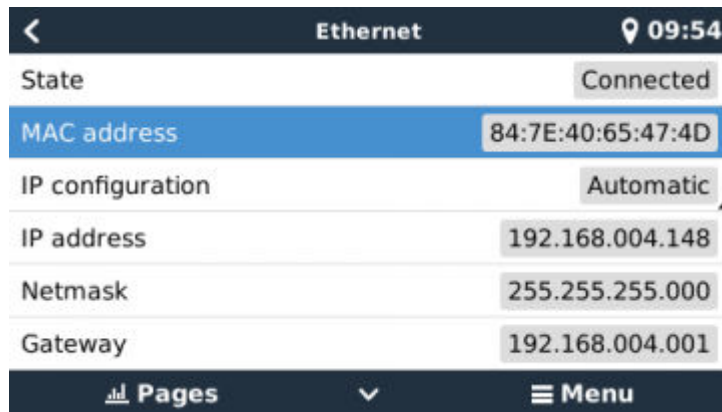 Ethernet 09:54
State Connected
MAC address 84:7E:40:65:47:4D
IP configuration Automatic
IP address 192.168.004.148
Netmask 255.255.255.000
Gateway 192.168.004.001
Pages Menu